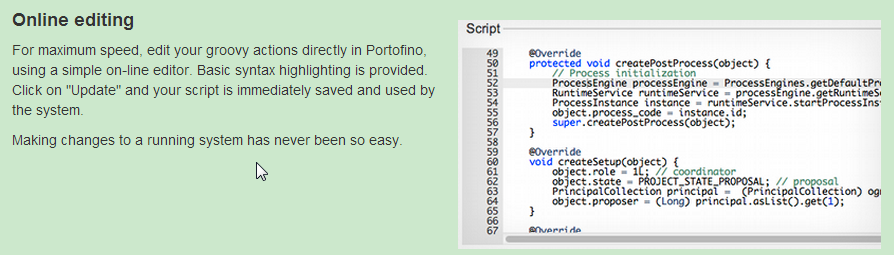 Online editing
For maximum speed, edit your groovy actions directly in Portofino,
using a simple on-line editor. Basic syntax highlighting is provided.
Click on "Update" and your script is immediately saved and used by
the system.
Making changes to a running system has never been so easy.
Script
49 @Override
50 protected void createPostProcess(object) {
51 // Process initialization
52 ProcessEngine processEngine = ProcessEngines.getDefaultPr
53 RuntimeService runtimeService = processEngine.getRuntimeS
54 ProcessInstance instance = runtimeService.startProcessIns
55 object.process_code = instance.id;
56 super.createPostProcess(object);
57 }
58
59 @Override
60 void createSetup(object) {
61 object.role = 1L; // coordinator
62 object.state = PROJECT_STATE_PROPOSAL; // proposal
63 PrincipalCollection principal = (PrincipalCollection) ogn
64 object.proposer = (Long) principal.asList().get(1);
65 }
66
67 @Override